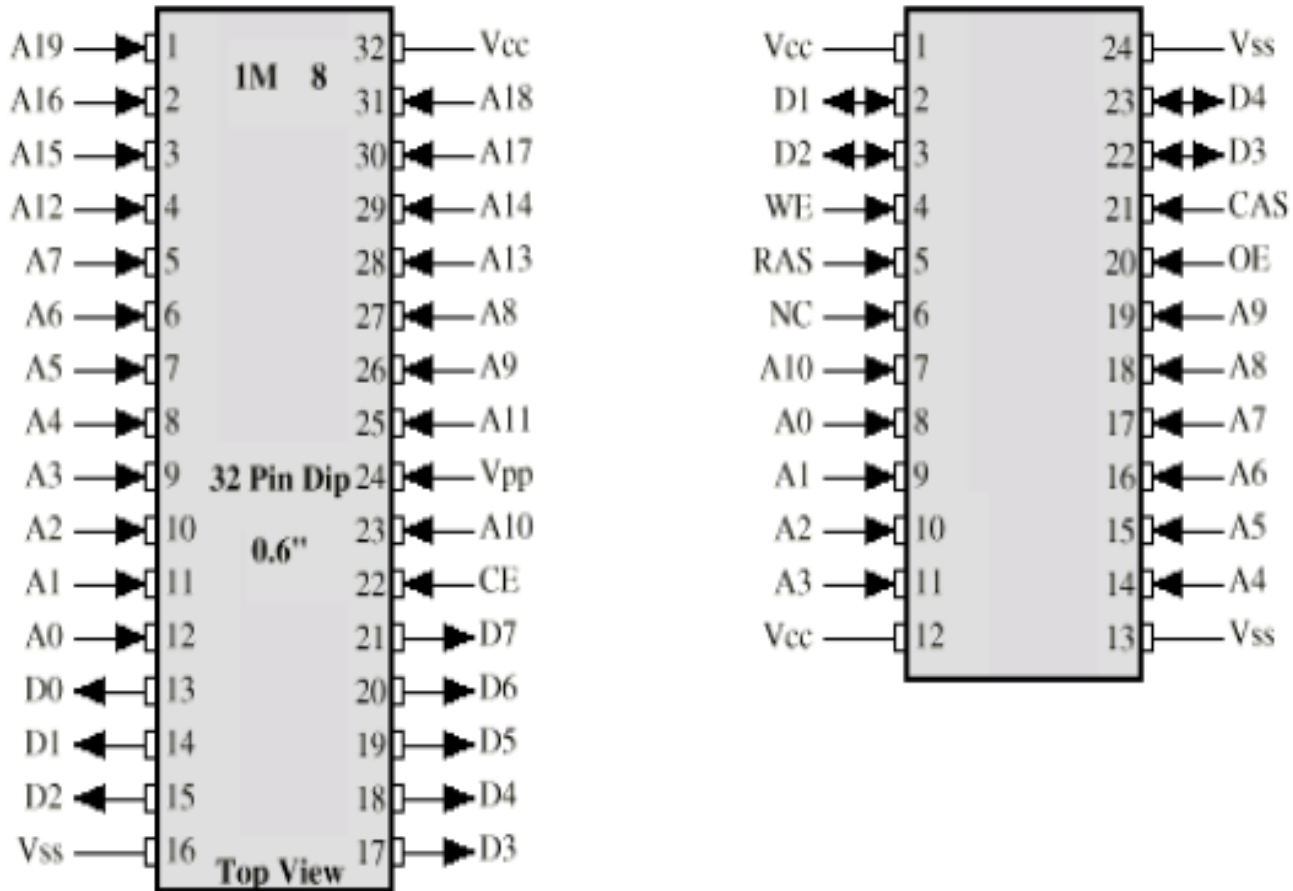 A19 1 32 Vcc
1M 8
A16 2 31 A18
A15 3 30 A17
A12 4 29 A14
A7 5 28 A13
A6 6 27 A8
A5 7 26 A9
A4 8 25 A11
A3 9 32 Pin Dip 24 Vpp
A2 10 23 A10
0.6"
A1 11 22 CE
A0 12 21 D7
D0 13 20 D6
D1 14 19 D5
D2 15 18 D4
Vss 16 17 D3
Top View
Vcc 1 24 Vss
D1 2 23 D4
D2 3 22 D3
WE 4 21 CAS
RAS 5 20 OE
NC 6 19 A9
A10 7 18 A8
A0 8 17 A7
A1 9 16 A6
A2 10 15 A5
A3 11 14 A4
Vcc 12 13 Vss